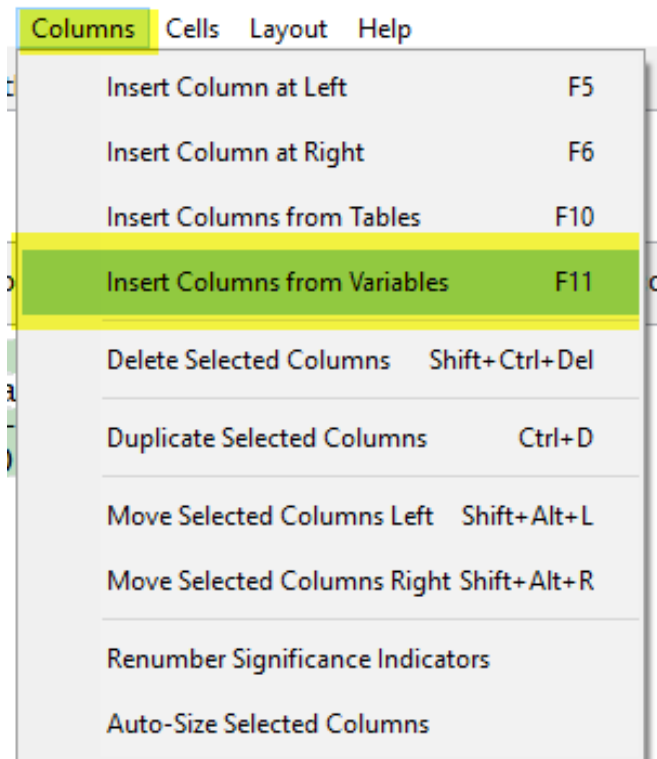 Columns Cells Layout Help
Insert Column at Left F5
Insert Column at Right F6
Insert Columns from Tables F10
Insert Columns from Variables F11
Delete Selected Columns Shift+Ctrl+Del
Duplicate Selected Columns Ctrl+D
Move Selected Columns Left Shift+Alt+L
Move Selected Columns Right Shift+Alt+R
Renumber Significance Indicators
Auto-Size Selected Columns